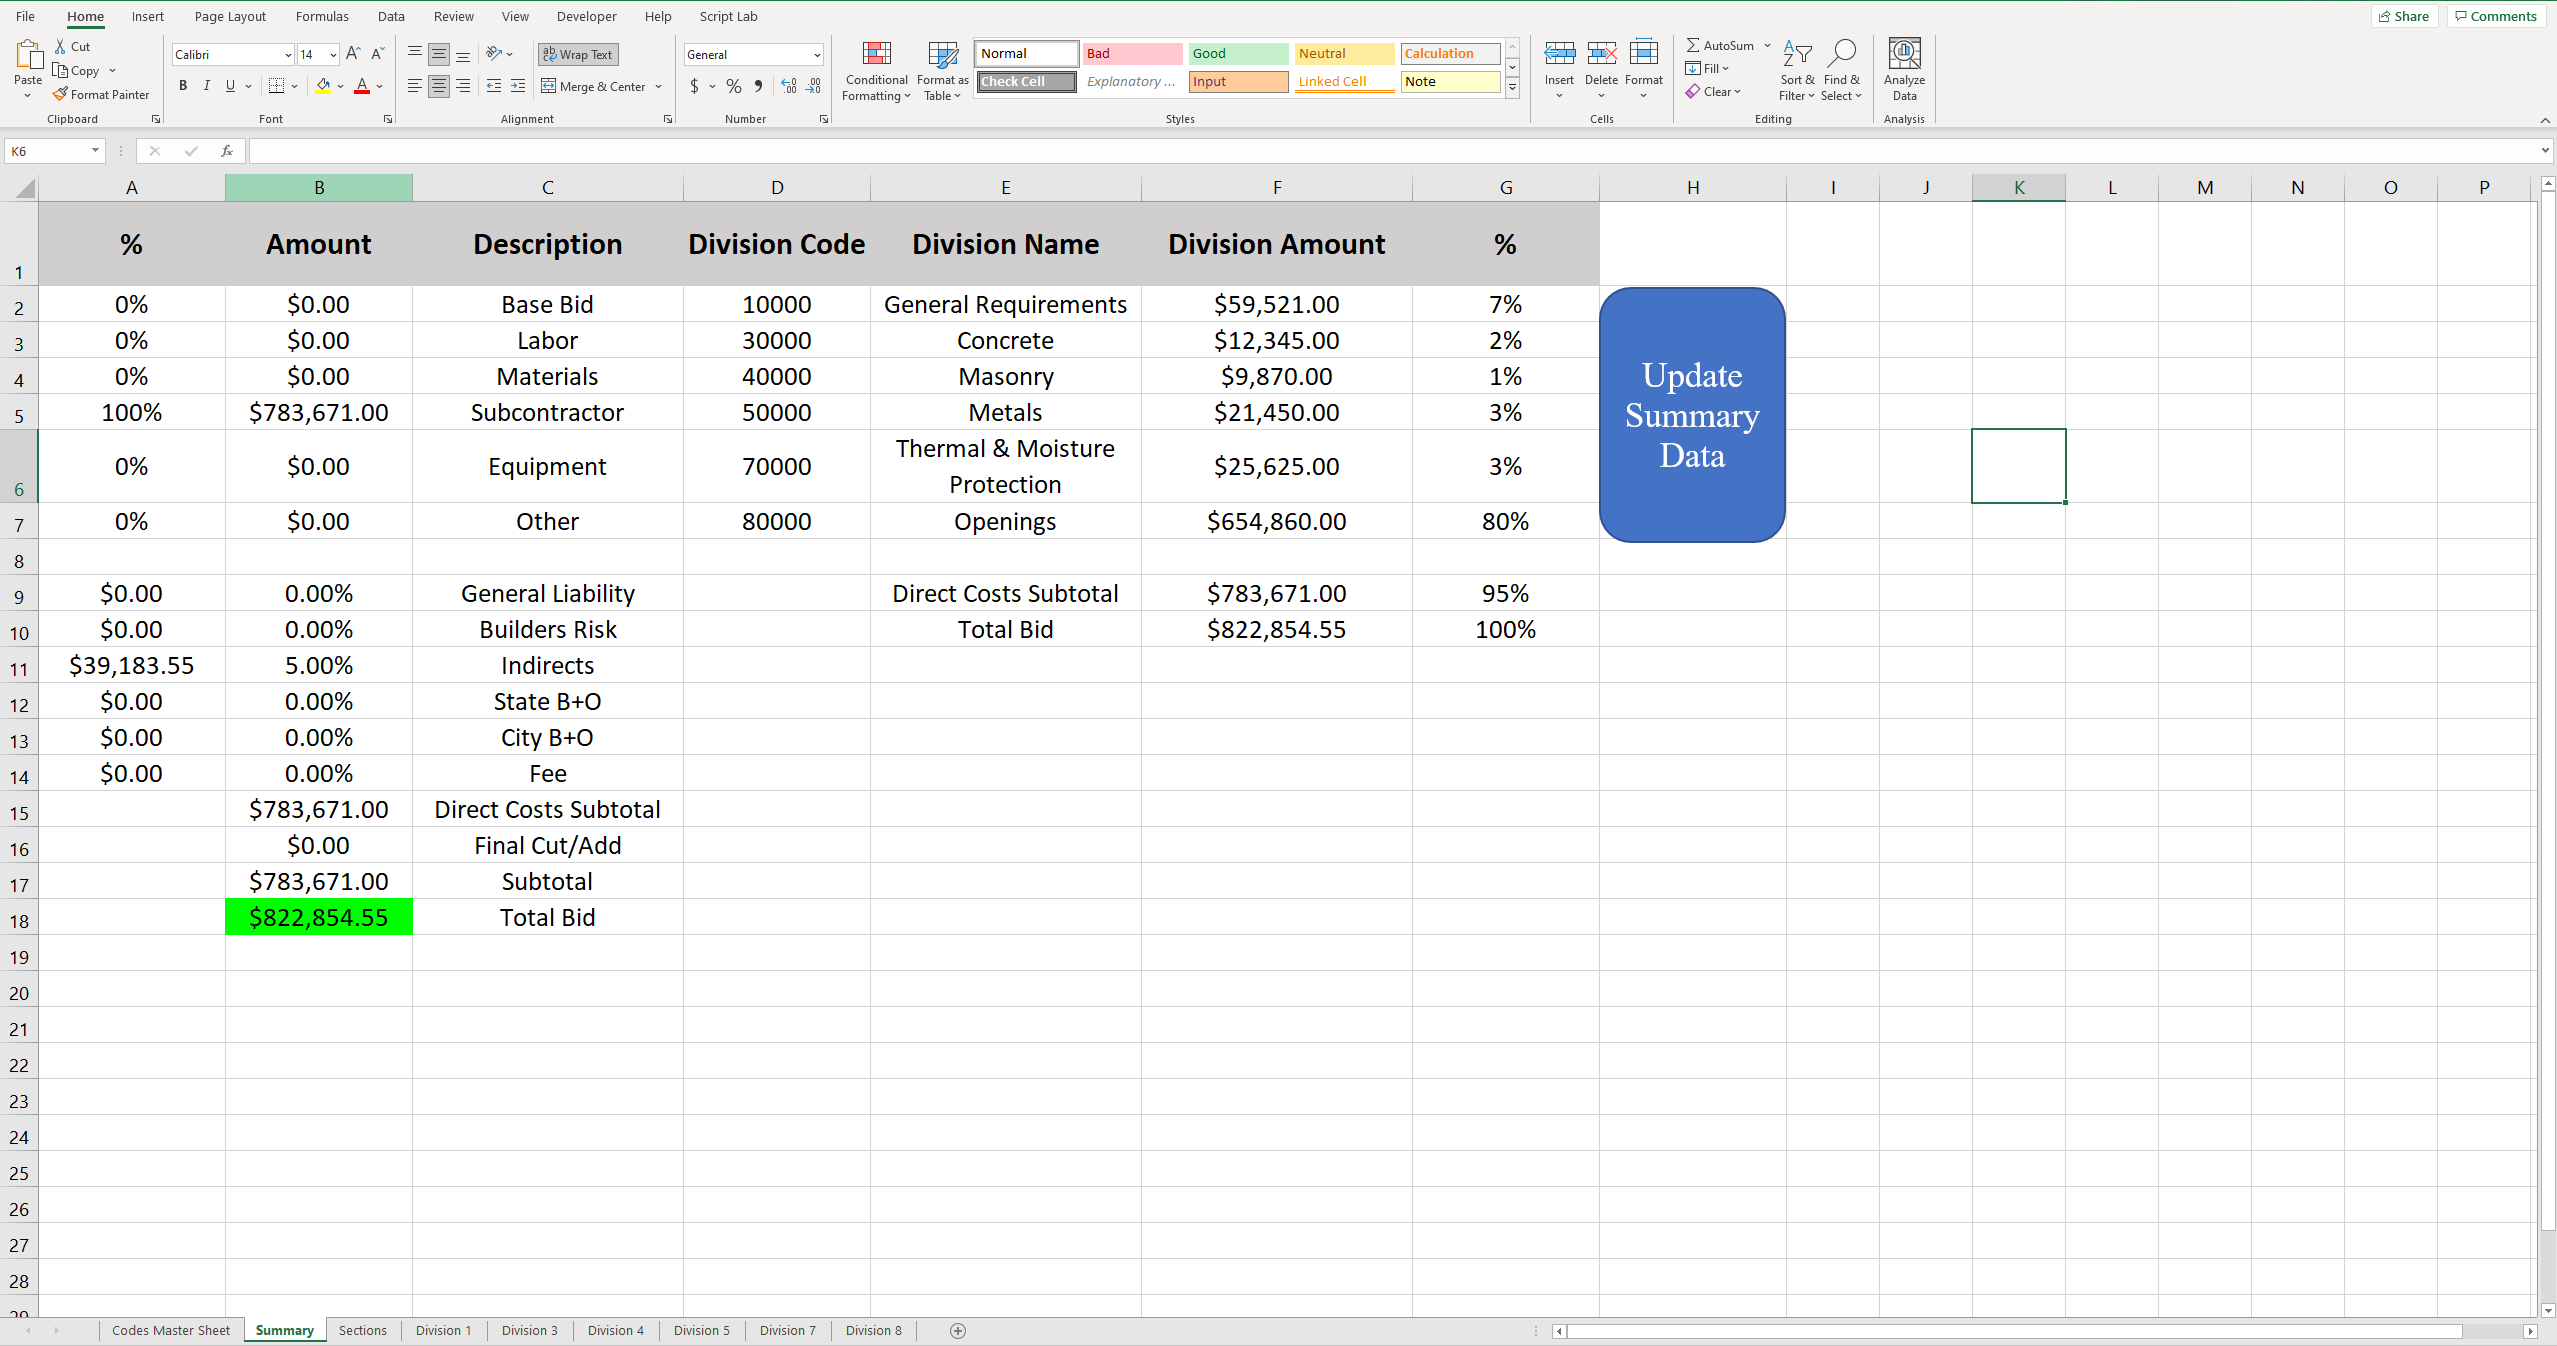 File Home Insert Page Layout Formulas Data Review View Developer Help Script Lab Share Comments
Paste Cut Copy Format Painter Clipboard
Calibri 14 B I U A Font
Wrap Text Merge & Center Alignment
General $ % Number
Conditional Formatting Format as Table
Normal Bad Good Neutral Calculation
Check Cell Explanatory ... Input Linked Cell Note
Styles
Insert Delete Format Cells
AutoSum Fill Clear Sort & Filter Find & Select Editing
Analyze Data Analysis
K6 fx
A B C D E F G H I J K L M N O P
1 % Amount Description Division Code Division Name Division Amount %
2 0% $0.00 Base Bid 10000 General Requirements $59,521.00 7%
3 0% $0.00 Labor 30000 Concrete $12,345.00 2%
4 0% $0.00 Materials 40000 Masonry $9,870.00 1%
5 100% $783,671.00 Subcontractor 50000 Metals $21,450.00 3%
6 0% $0.00 Equipment 70000 Thermal & Moisture Protection $25,625.00 3%
7 0% $0.00 Other 80000 Openings $654,860.00 80%
Update
Summary
Data
8
9 $0.00 0.00% General Liability Direct Costs Subtotal $783,671.00 95%
10 $0.00 0.00% Builders Risk Total Bid $822,854.55 100%
11 $39,183.55 5.00% Indirects
12 $0.00 0.00% State B+O
13 $0.00 0.00% City B+O
14 $0.00 0.00% Fee
15 $783,671.00 Direct Costs Subtotal
16 $0.00 Final Cut/Add
17 $783,671.00 Subtotal
18 $822,854.55 Total Bid
19
20
21
22
23
24
25
26
27
28
29
Codes Master Sheet Summary Sections Division 1 Division 3 Division 4 Division 5 Division 7 Division 8